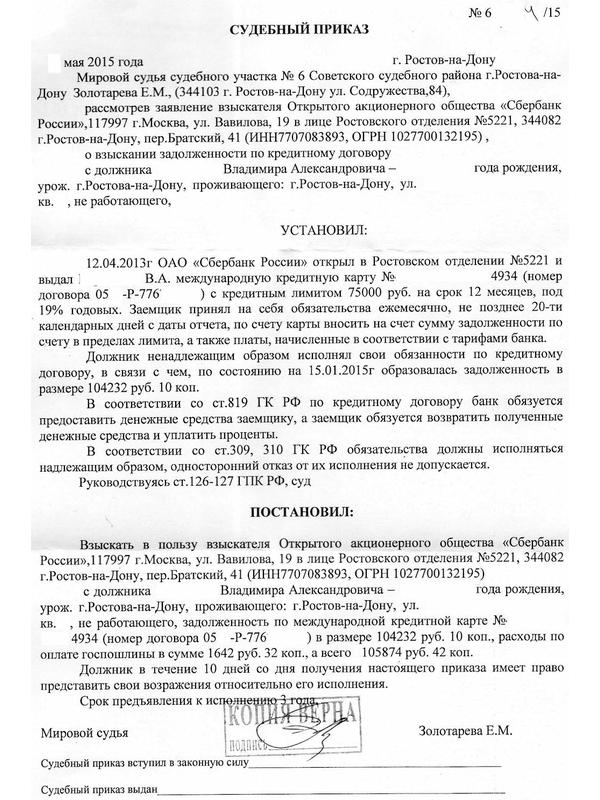 № 6 /15
СУДЕБНЫЙ ПРИКАЗ
мая 2015 года г. Ростов-на-Дону
Мировой судья судебного участка № 6 Советского судебного района г.Ростова-на-
Дону Золотарева Е.М., (344103 г. Ростов-на-Дону ул. Содружества,84),
рассмотрев заявление взыскателя Открытого акционерного общества «Сбербанк
России»,117997 г.Москва, ул. Вавилова, 19 в лице Ростовского отделения №5221, 344082
г.Ростов-на-Дону, пер.Братский, 41 (ИНН7707083893, ОГРН 1027700132195) ,
о взыскании задолженности по кредитному договору
с должника Владимира Александровича – года рождения,
урож. г.Ростова-на-Дону, проживающего: г.Ростов-на-Дону, ул.
кв. , не работающего,
УСТАНОВИЛ:
12.04.2013г ОАО «Сбербанк России» открыл в Ростовском отделении №5221 и
выдал В.А. международную кредитную карту № 4934 (номер
договора 05 -Р-776 ) с кредитным лимитом 75000 руб. на срок 12 месяцев, под
19% годовых. Заемщик принял на себя обязательства ежемесячно, не позднее 20-ти
календарных дней с даты отчета, по счету карты вносить на счет сумму задолженности по
счету в пределах лимита, а также платы, начисленные в соответствии с тарифами банка.
Должник ненадлежащим образом исполнял свои обязанности по кредитному
договору, в связи с чем, по состоянию на 15.01.2015г образовалась задолженность в
размере 104232 руб. 10 коп.
В соответствии со ст.819 ГК РФ по кредитному договору банк обязуется
предоставить денежные средства заемщику, а заемщик обязуется возвратить полученные
денежные средства и уплатить проценты.
В соответствии со ст.309, 310 ГК РФ обязательства должны исполняться
надлежащим образом, односторонний отказ от их исполнения не допускается.
Руководствуясь ст.126-127 ГПК РФ, суд
ПОСТАНОВИЛ:
Взыскать в пользу взыскателя Открытого акционерного общества «Сбербанк
России»,117997 г.Москва, ул. Вавилова, 19 в лице Ростовского отделения №5221, 344082
г.Ростов-на-Дону, пер.Братский, 41 (ИНН7707083893, ОГРН 1027700132195)
с должника Владимира Александровича – года рождения,
урож. г.Ростова-на-Дону, проживающего: г.Ростов-на-Дону, ул.
кв. , не работающего, задолженность по международной кредитной карте №
4934 (номер договора 05 -Р-776 ) в размере 104232 руб. 10 коп., расходы по
оплате госпошлины в сумме 1642 руб. 32 коп., а всего 105874 руб. 42 коп.
Должник в течение 10 дней со дня получения настоящего приказа имеет право
представить свои возражения относительно его исполнения.
Срок предъявления к исполнению 3 года.
КОПИЯ ВЕРНА
ПОДПИСЬ
Мировой судья Золотарева Е.М.
Судебный приказ вступил в законную силу
Судебный приказ выдан